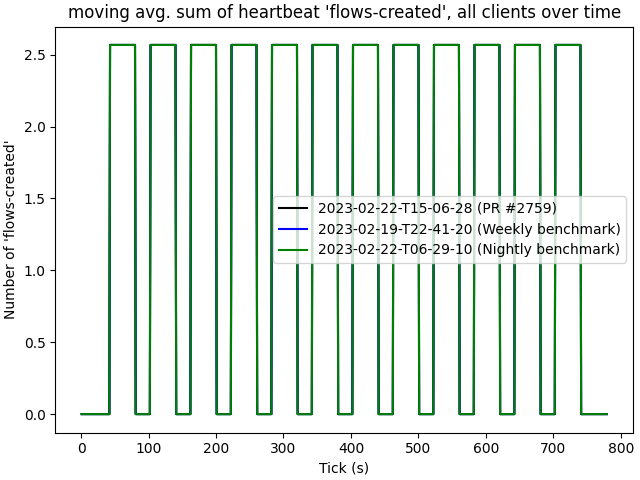 moving avg. sum of heartbeat 'flows-created', all clients over time
Number of 'flows-created'
2.5
2.0
1.5
1.0
0.5
0.0
2023-02-22-T15-06-28 (PR #2759)
2023-02-19-T22-41-20 (Weekly benchmark)
2023-02-22-T06-29-10 (Nightly benchmark)
0 100 200 300 400 500 600 700 800
Tick (s)